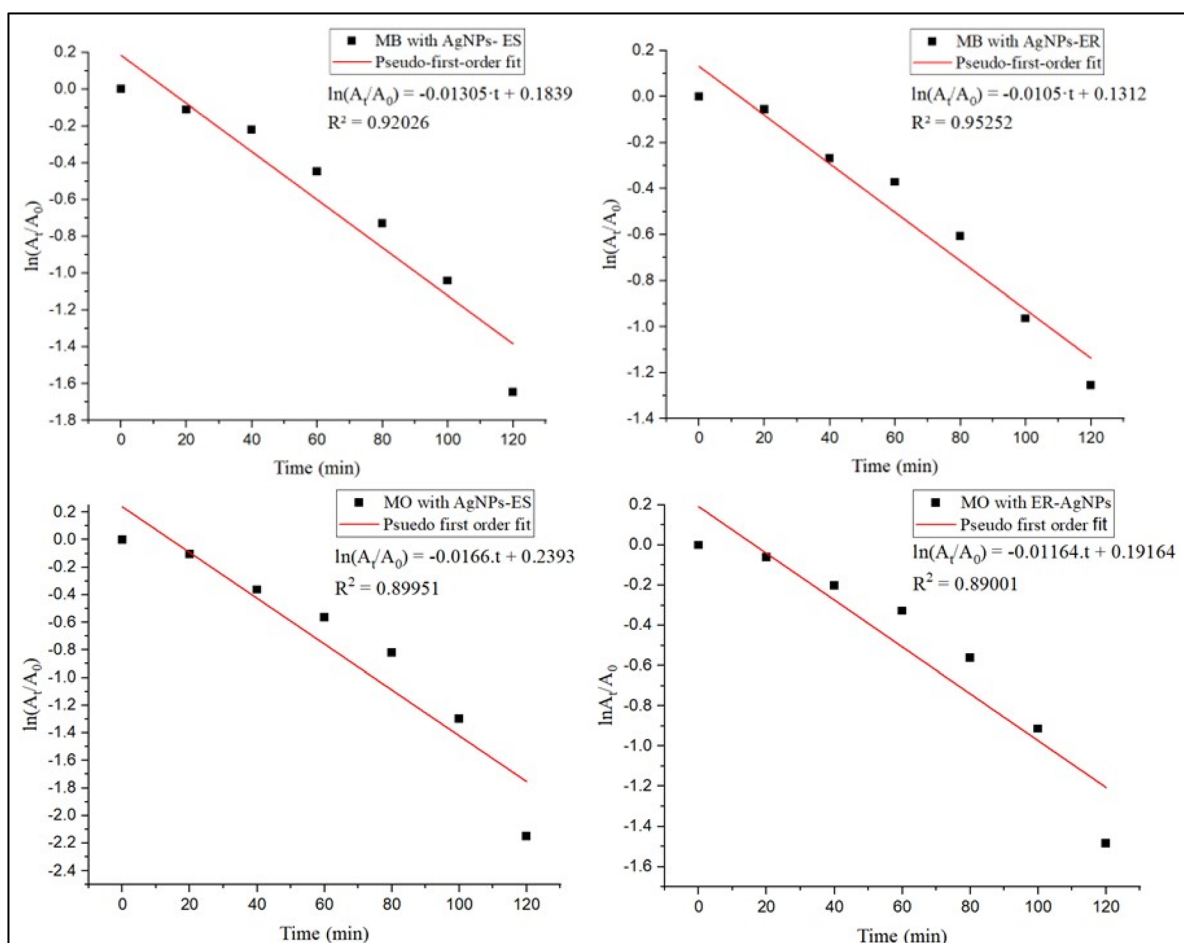 MB with AgNPs- ES
Pseudo-first-order fit
ln(Aₜ/A₀) = -0.01305·t + 0.1839
R² = 0.92026
0.2
0.0
-0.2
-0.4
-0.6
-0.8
-1.0
-1.2
-1.4
-1.6
-1.8
ln(Aₜ/A₀)
0 20 40 60 80 100 120
Time (min)
MB with AgNPs-ER
Pseudo-first-order fit
ln(Aₜ/A₀) = -0.0105·t + 0.1312
R² = 0.95252
0.2
0.0
-0.2
-0.4
-0.6
-0.8
-1.0
-1.2
-1.4
ln(Aₜ/A₀)
0 20 40 60 80 100 120
Time (min)
MO with AgNPs-ES
Psuedo first order fit
ln(Aₜ/A₀) = -0.0166.t + 0.2393
R² = 0.89951
0.2
0.0
-0.2
-0.4
-0.6
-0.8
-1.0
-1.2
-1.4
-1.6
-1.8
-2.0
-2.2
-2.4
ln(Aₜ/A₀)
0 20 40 60 80 100 120
Time (min)
MO with ER-AgNPs
Pseudo first order fit
ln(Aₜ/A₀) = -0.01164.t + 0.19164
R² = 0.89001
0.2
0.0
-0.2
-0.4
-0.6
-0.8
-1.0
-1.2
-1.4
-1.6
lnAₜ/A₀)
0 20 40 60 80 100 120
Time (min)